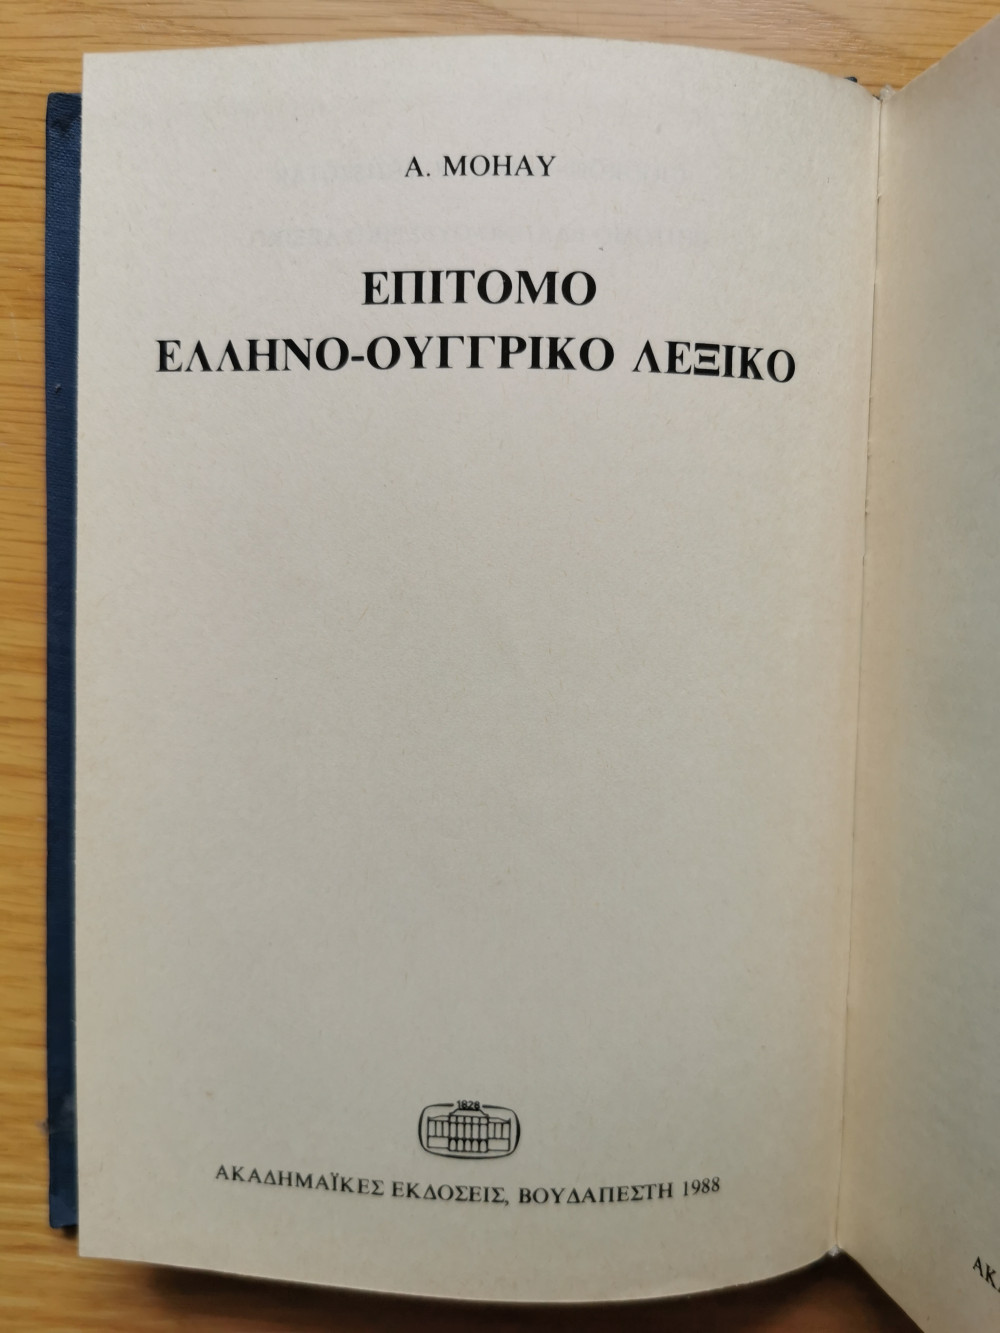 Α. ΜΟΗΑΥ
ΕΠΙΤΟΜΟ
ΕΛΛΗΝΟ-ΟΥΓΓΡΙΚΟ ΛΕΞΙΚΟ
1828
ΑΚΑΔΗΜΑΪΚΕΣ ΕΚΔΟΣΕΙΣ, ΒΟΥΔΑΠΕΣΤΗ 1988